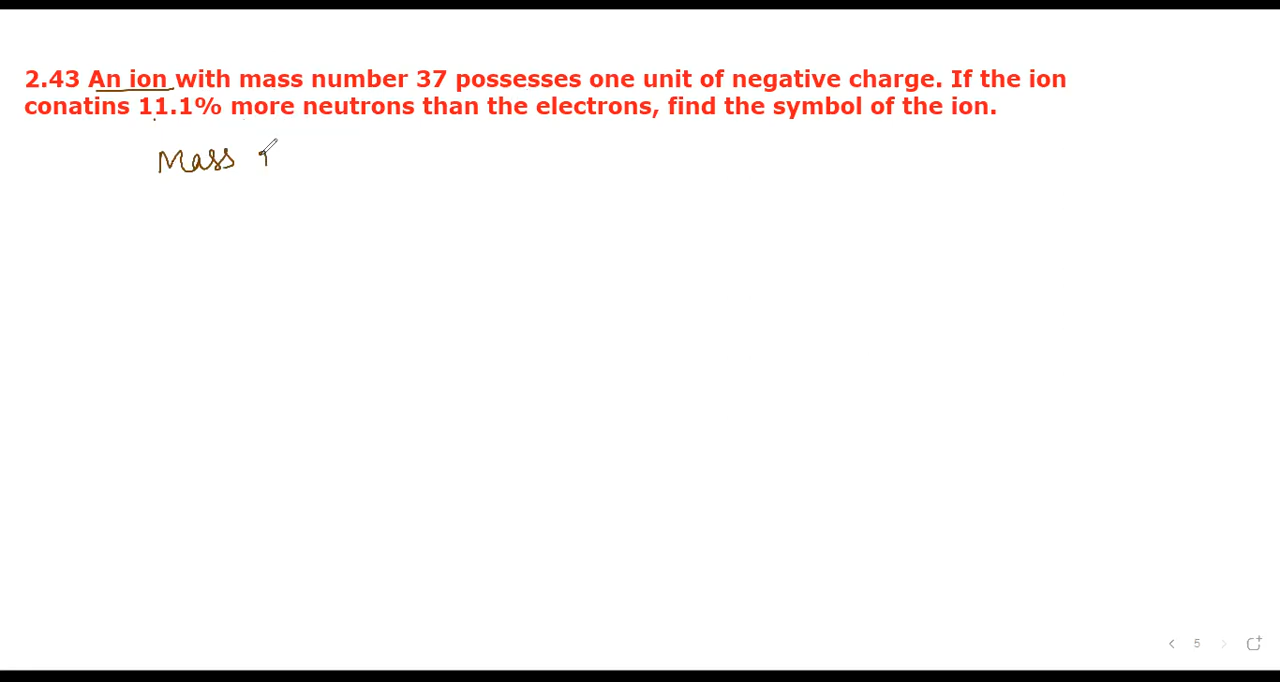 2.43 An ion with mass number 37 possesses one unit of negative charge. If the ion
conatins 11.1% more neutrons than the electrons, find the symbol of the ion.
Mass
5